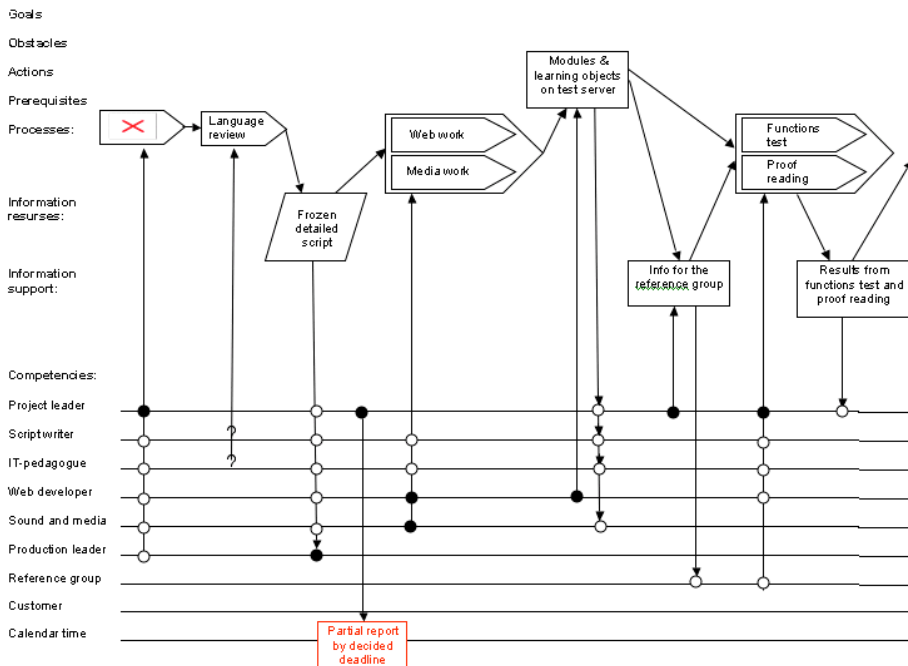 Goals
Obstacles
Actions
Prerequisites
Processes:
Language
review
Web work
Media work
Modules &
learning objects
on test server
Functions
test
Proof
reading
Information
resurses:
Frozen
detailed
script
Information
support:
Info for the
reference group
Results from
functions test and
proof reading
Competencies:
Project leader
Scriptwriter
IT-pedagogue
Web developer
Sound and media
Production leader
Reference group
Customer
Calendar time
Partial report
by decided
deadline